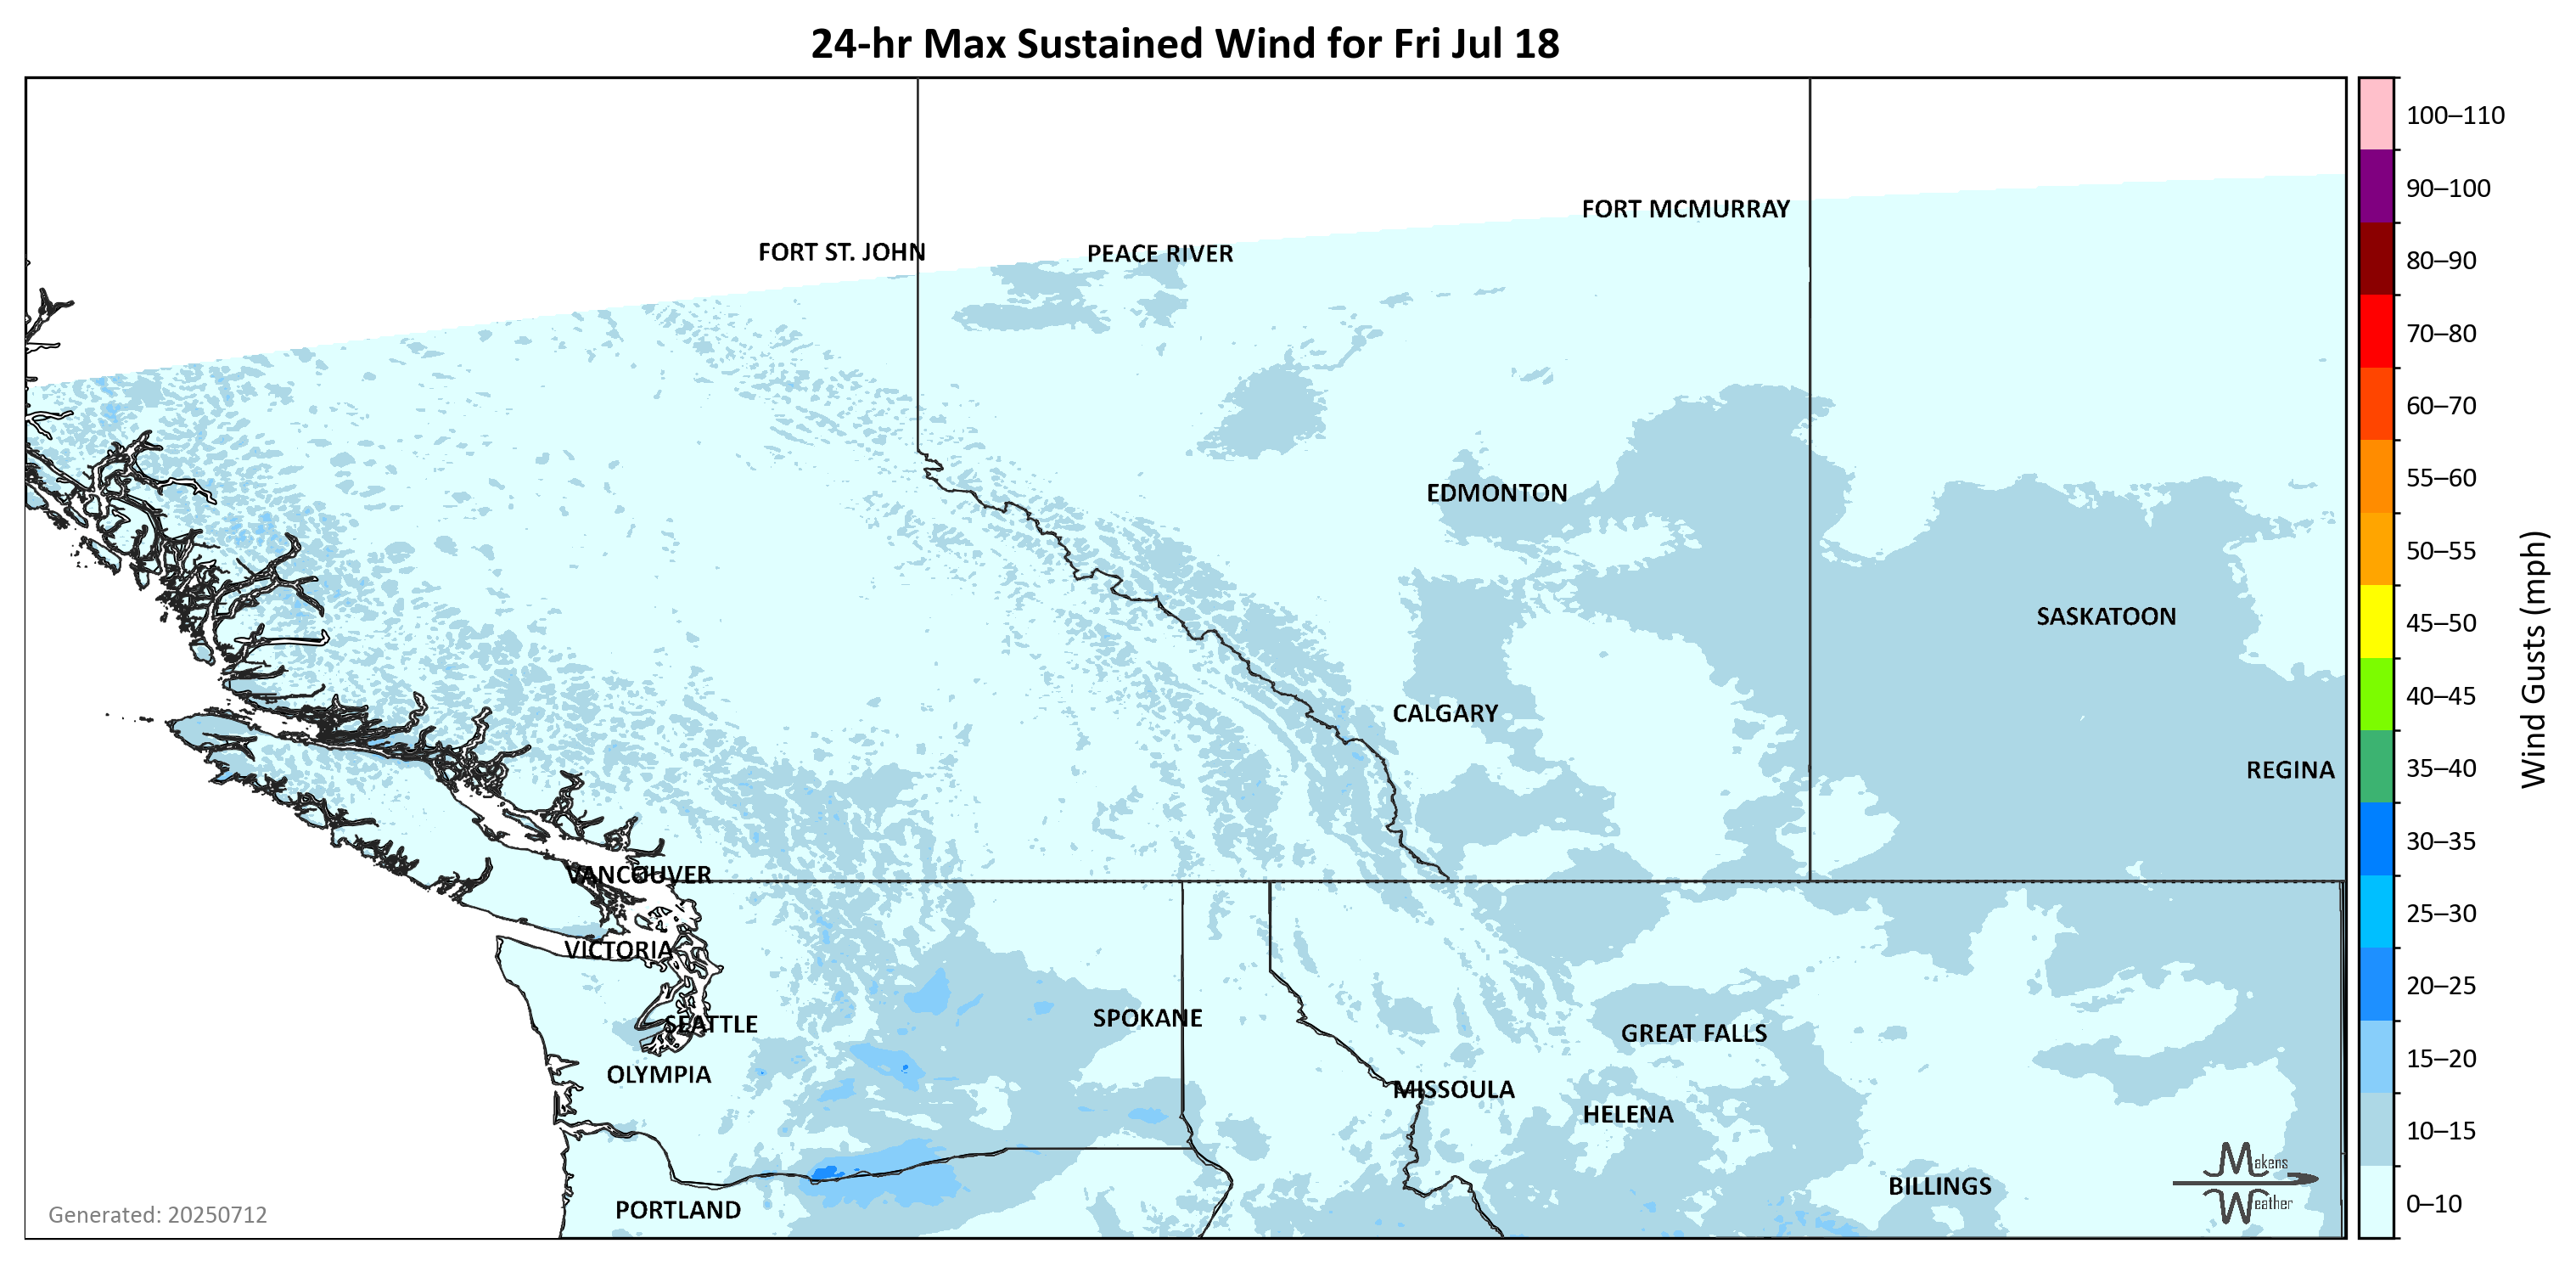 24-hr Max Sustained Wind for Fri Jul 18
FORT MCMURRAY
FORT ST. JOHN
PEACE RIVER
EDMONTON
SASKATOON
CALGARY
REGINA
VANCOUVER
VICTORIA
SEATTLE
SPOKANE
GREAT FALLS
OLYMPIA
MISSOULA
HELENA
BILLINGS
PORTLAND
Generated: 20250712
Makens
Weather
100–110
90–100
80–90
70–80
60–70
55–60
50–55
45–50
40–45
35–40
30–35
25–30
20–25
15–20
10–15
0–10
Wind Gusts (mph)